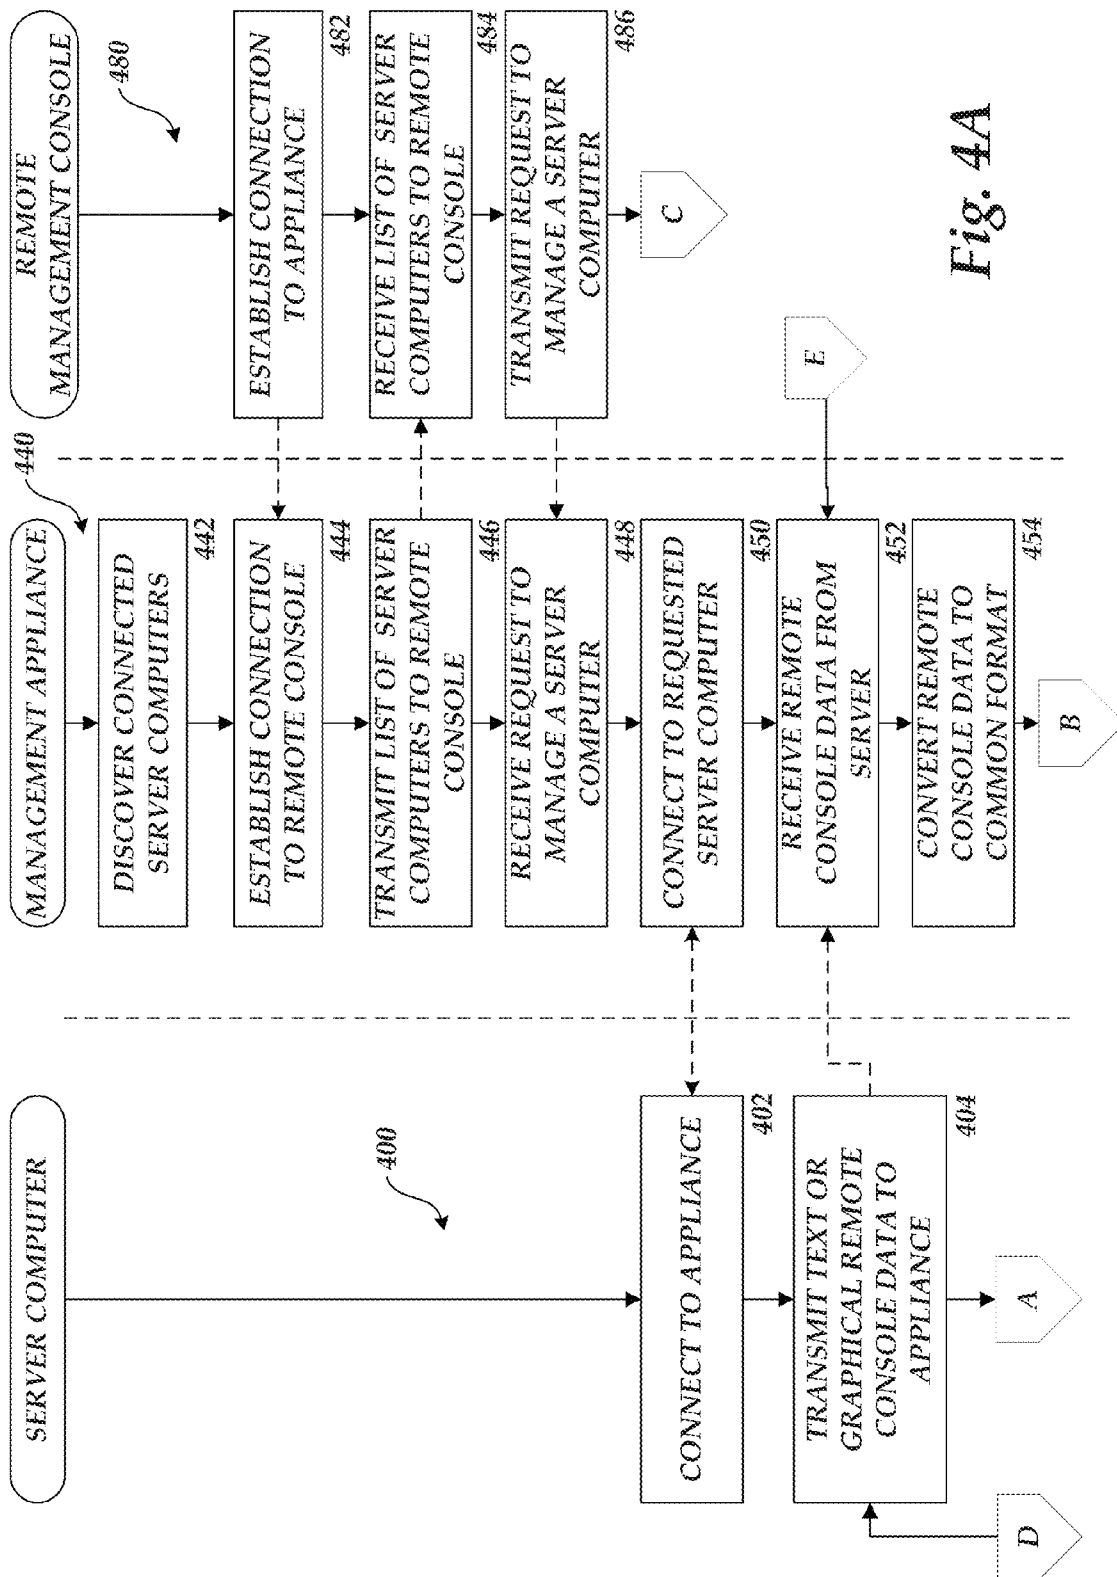 SERVER COMPUTER
400
CONNECT TO APPLIANCE
402
TRANSMIT TEXT OR
GRAPHICAL REMOTE
CONSOLE DATA TO
APPLIANCE
404
D
A
MANAGEMENT APPLIANCE
440
DISCOVER CONNECTED
SERVER COMPUTERS
442
ESTABLISH CONNECTION
TO REMOTE CONSOLE
444
TRANSMIT LIST OF SERVER
COMPUTERS TO REMOTE
CONSOLE
446
RECEIVE REQUEST TO
MANAGE A SERVER
COMPUTER
448
CONNECT TO REQUESTED
SERVER COMPUTER
450
RECEIVE REMOTE
CONSOLE DATA FROM
SERVER
452
CONVERT REMOTE
CONSOLE DATA TO
COMMON FORMAT
454
B
REMOTE
MANAGEMENT CONSOLE
480
ESTABLISH CONNECTION
TO APPLIANCE
482
RECEIVE LIST OF SERVER
COMPUTERS TO REMOTE
CONSOLE
484
TRANSMIT REQUEST TO
MANAGE A SERVER
COMPUTER
486
C
E
Fig. 4A